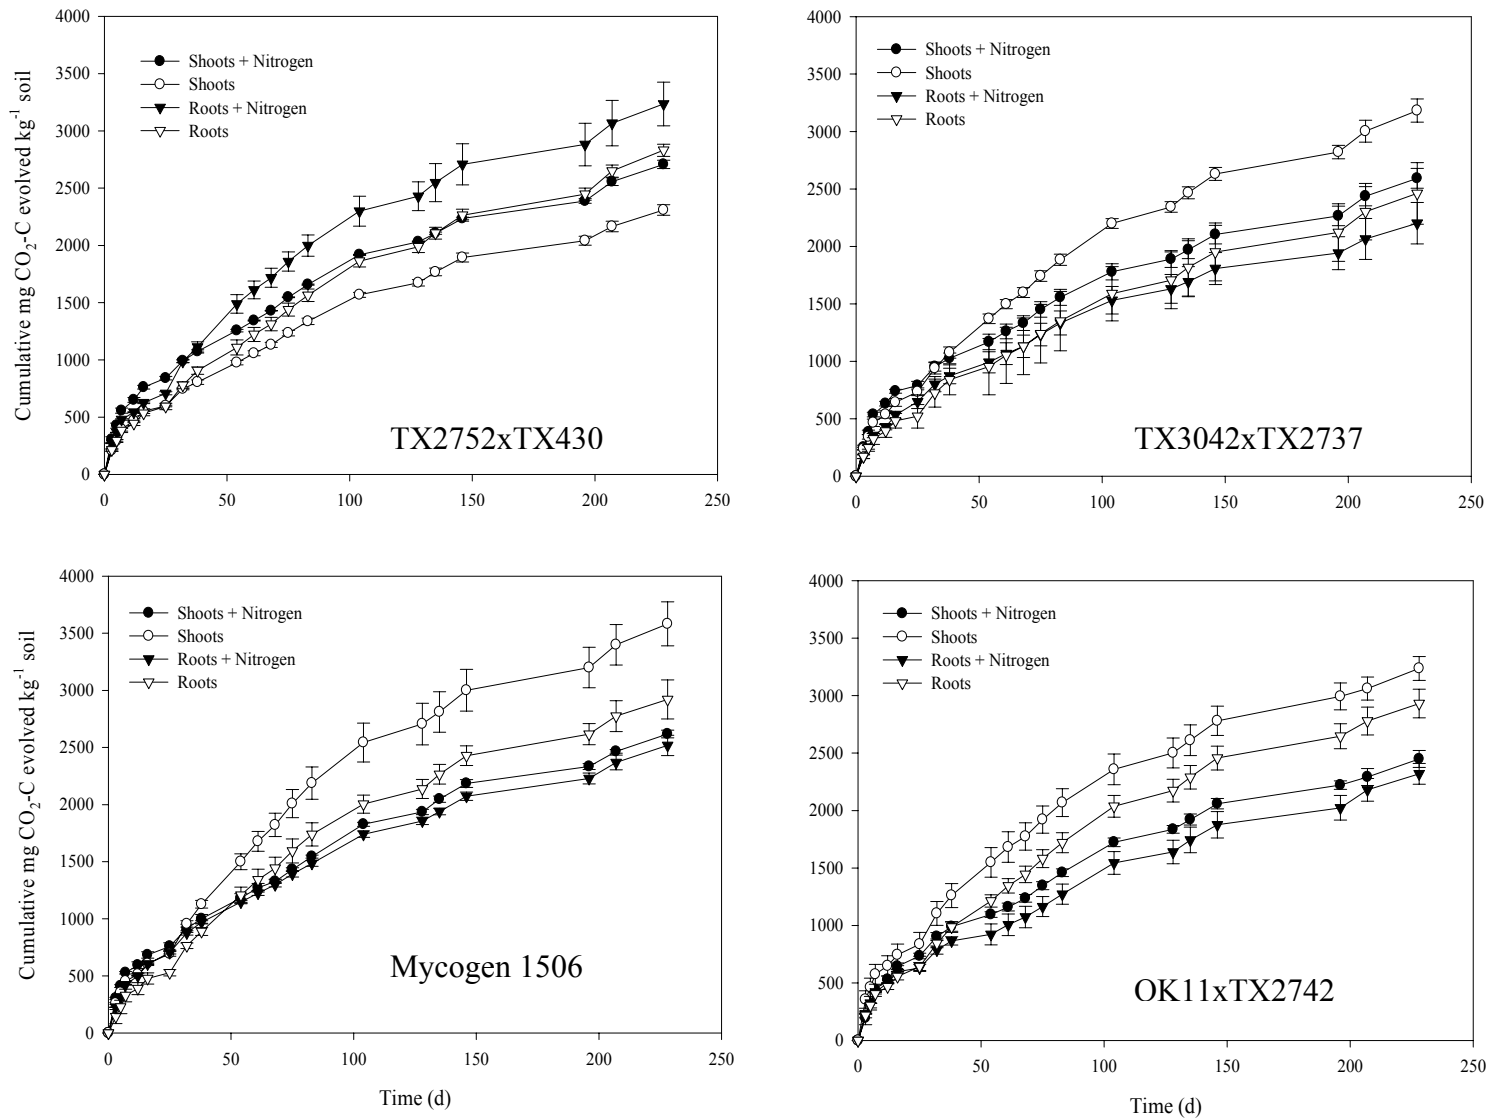 Cumulative mg CO₂-C evolved kg⁻¹ soil
4000
3500
3000
2500
2000
1500
1000
500
0
Shoots + Nitrogen
Shoots
Roots + Nitrogen
Roots
TX2752xTX430
0 50 100 150 200 250
4000
3500
3000
2500
2000
1500
1000
500
0
Shoots + Nitrogen
Shoots
Roots + Nitrogen
Roots
TX3042xTX2737
0 50 100 150 200 250
Cumulative mg CO₂-C evolved kg⁻¹ soil
4000
3500
3000
2500
2000
1500
1000
500
0
Shoots + Nitrogen
Shoots
Roots + Nitrogen
Roots
Mycogen 1506
0 50 100 150 200 250
Time (d)
4000
3500
3000
2500
2000
1500
1000
500
0
Shoots + Nitrogen
Shoots
Roots + Nitrogen
Roots
OK11xTX2742
0 50 100 150 200 250
Time (d)